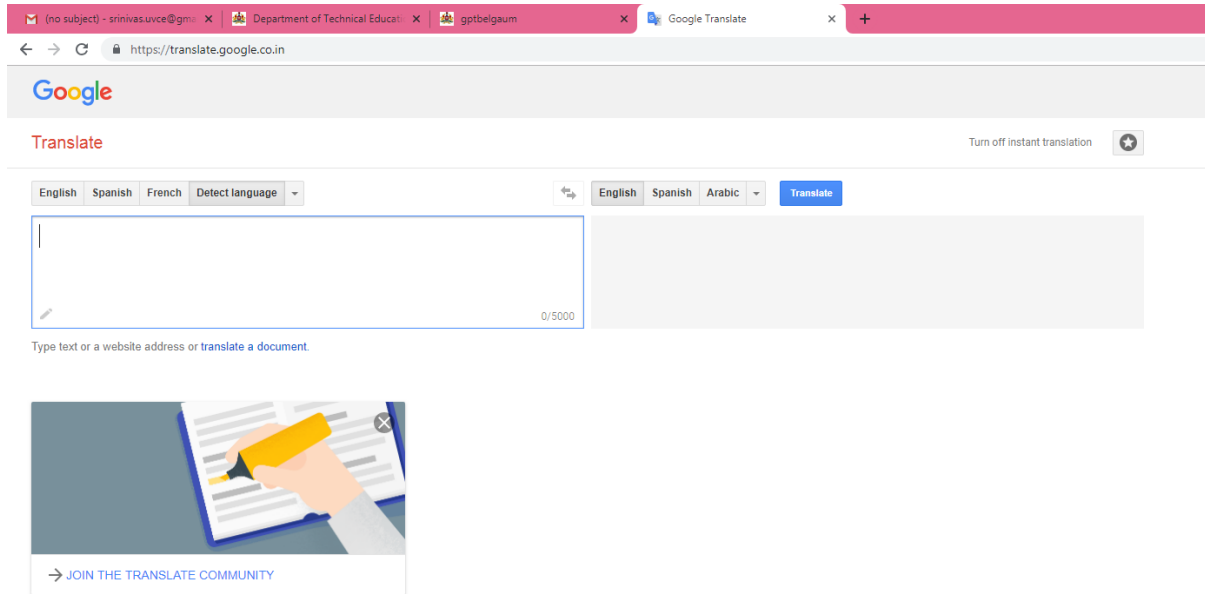 (no subject) - srinivas.uvce@gma
Department of Technical Educati
gptbelgaum
Google Translate
https://translate.google.co.in
Google
Translate
Turn off instant translation
English Spanish French Detect language
English Spanish Arabic
Translate
0/5000
Type text or a website address or translate a document.
JOIN THE TRANSLATE COMMUNITY